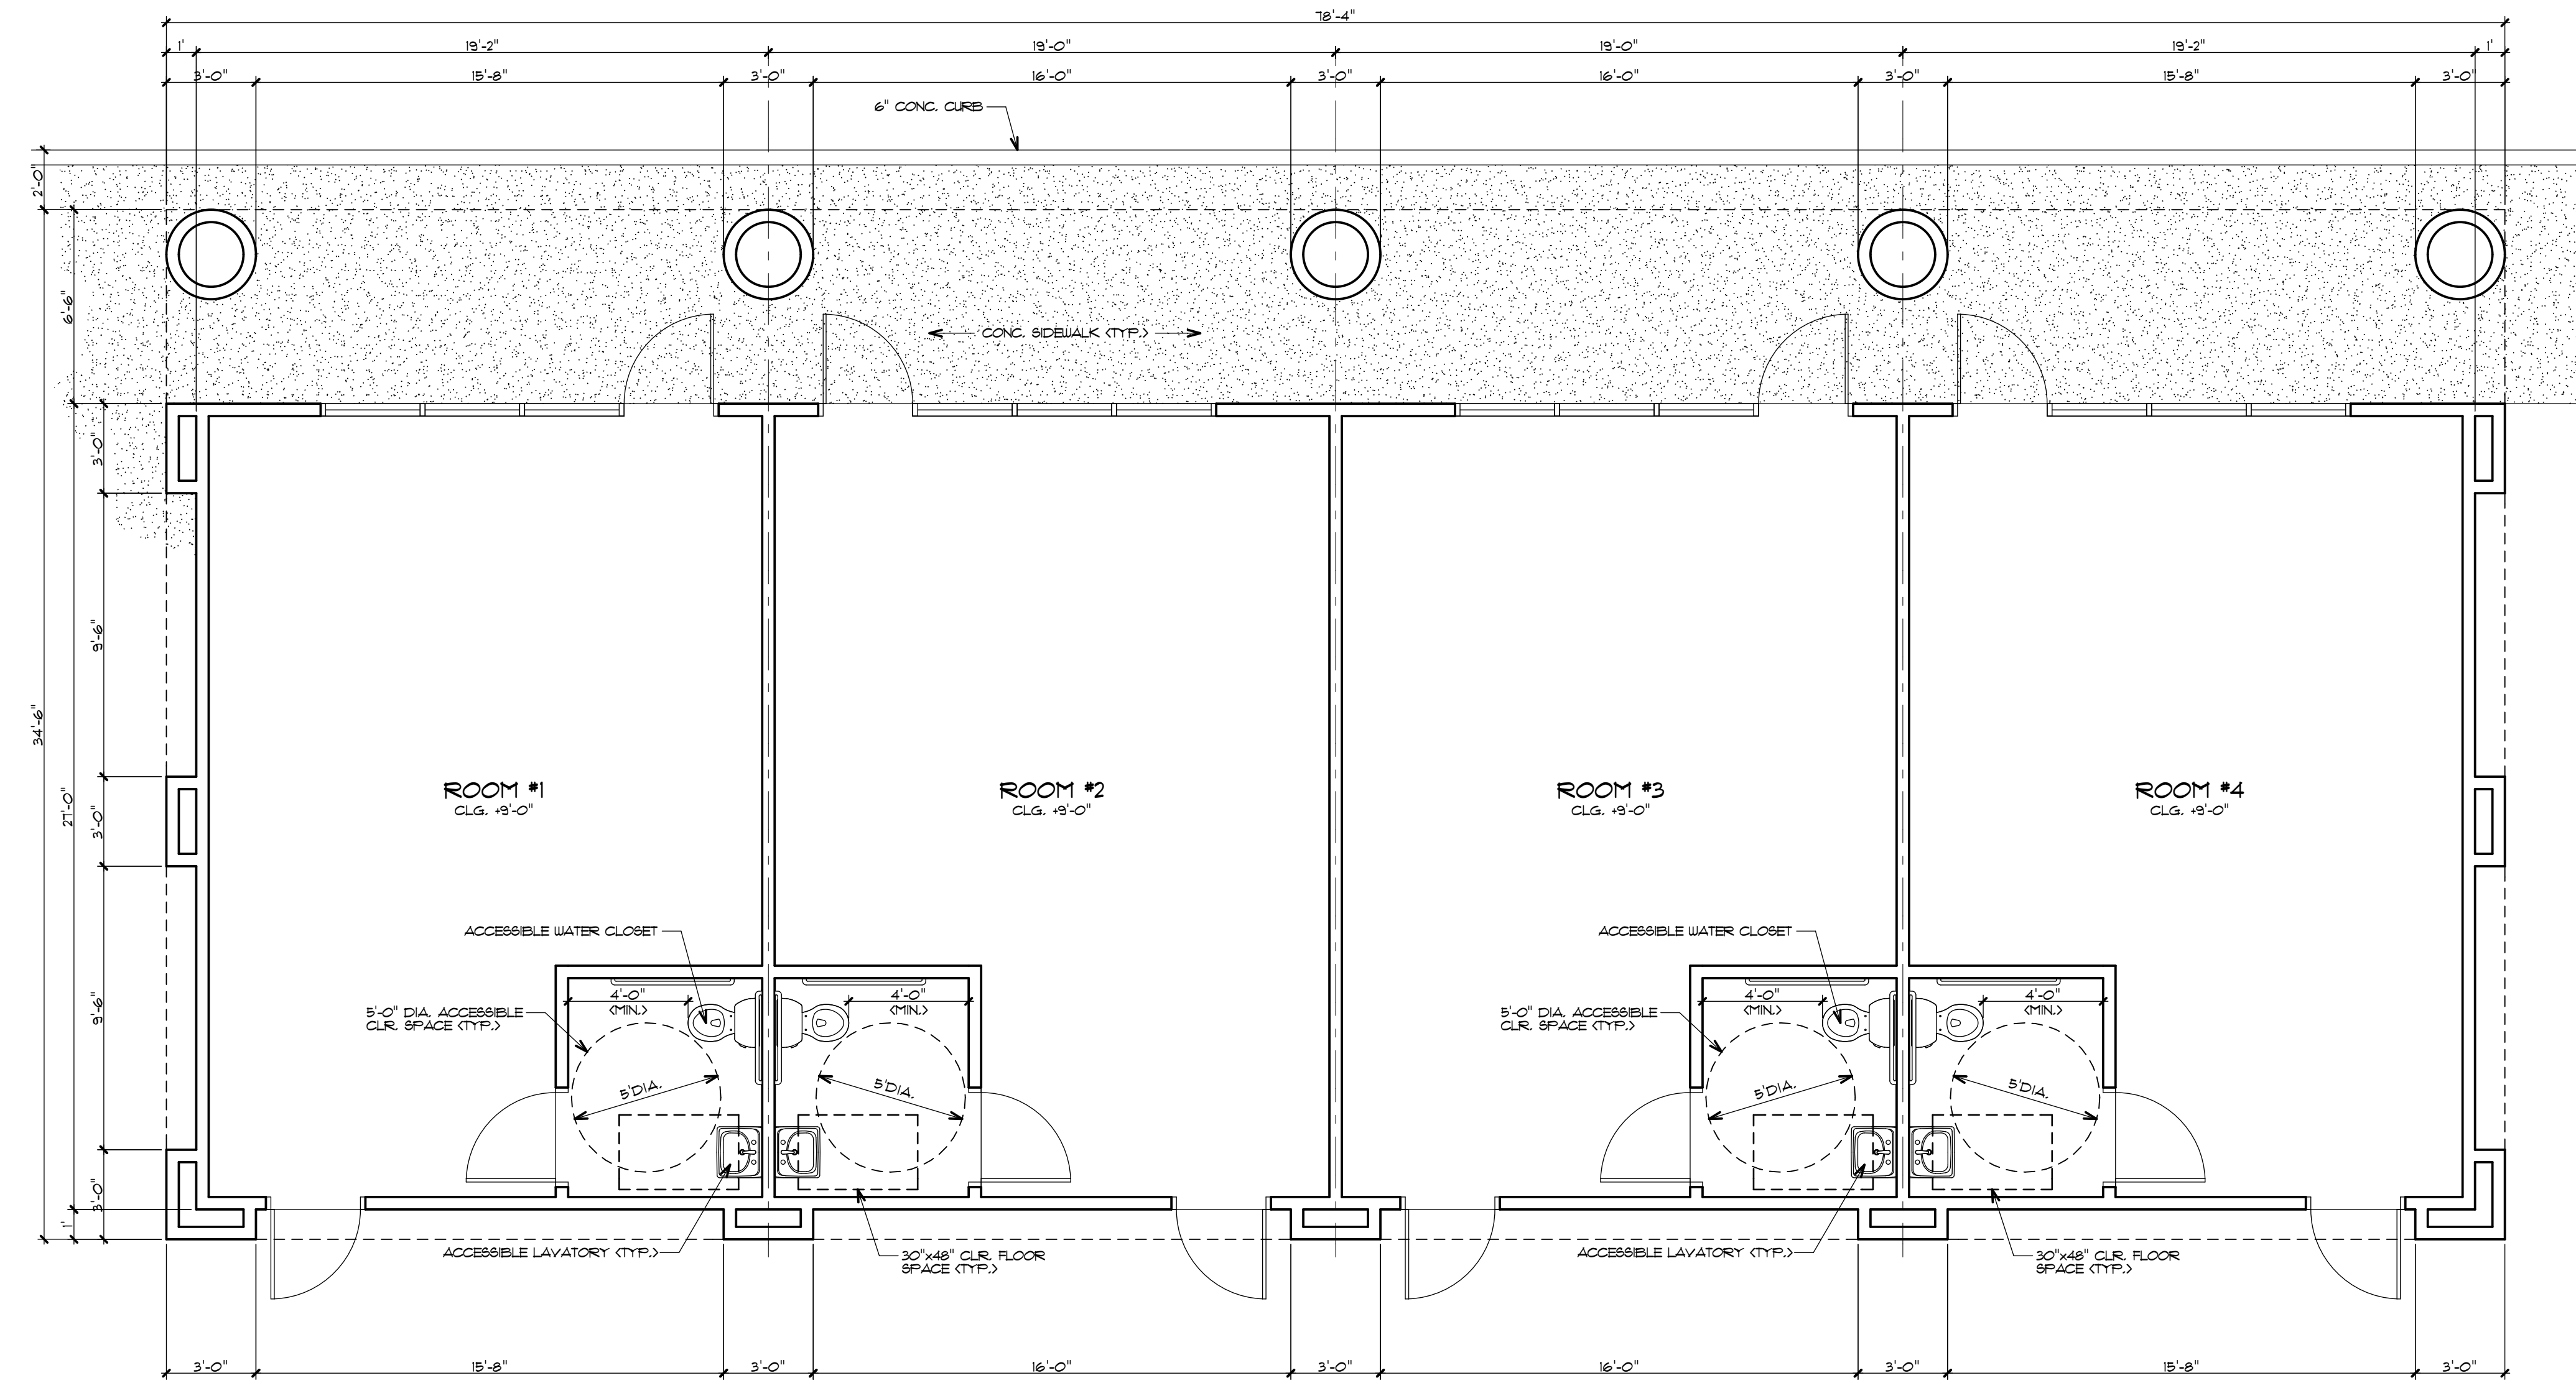 78'-4"
1' 19'-2" 19'-0" 19'-0" 19'-2" 1'
3'-0" 15'-8" 3'-0" 16'-0" 3'-0" 16'-0" 3'-0" 15'-8" 3'-0"
6" CONC. CURB
2'-0"
6'-6"
CONC. SIDEWALK <TYP.>
3'-0"
9'-6"
34'-6"
27'-0"
3'-0"
ROOM #1 ROOM #2 ROOM #3 ROOM #4
CLG. +9'-0" CLG. +9'-0" CLG. +9'-0" CLG. +9'-0"
ACCESSIBLE WATER CLOSET ACCESSIBLE WATER CLOSET
9'-6"
4'-0" 4'-0" 4'-0" 4'-0"
<MIN.> <MIN.> <MIN.> <MIN.>
5'-0" DIA. ACCESSIBLE 5'-0" DIA. ACCESSIBLE
CLR. SPACE <TYP.> CLR. SPACE <TYP.>
5'DIA. 5'DIA. 5'DIA. 5'DIA.
3'-0"
1'
ACCESSIBLE LAVATORY <TYP.> ACCESSIBLE LAVATORY <TYP.>
30"x48" CLR. FLOOR 30"x48" CLR. FLOOR
SPACE <TYP.> SPACE <TYP.>
3'-0" 15'-8" 3'-0" 16'-0" 3'-0" 16'-0" 3'-0" 15'-8" 3'-0"